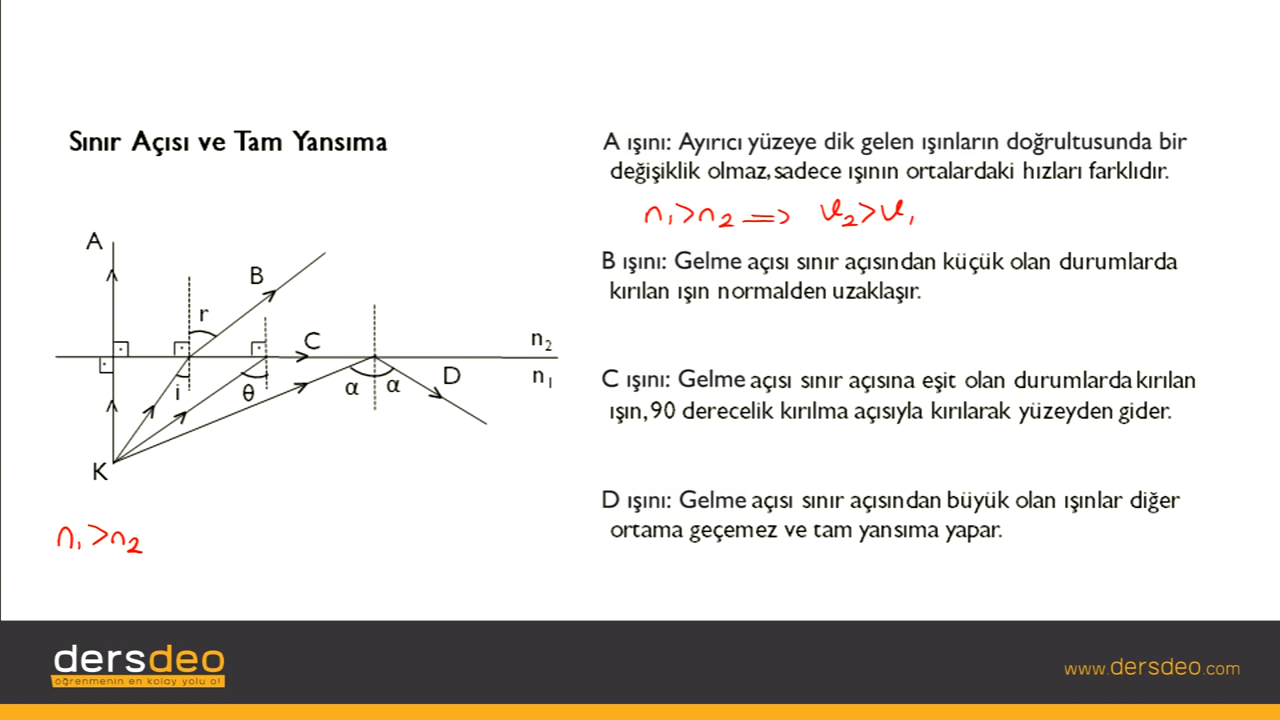 Sınır Açısı ve Tam Yansıma
A
B
r
C
n₂
n₁
i
θ
α
α
D
K
n₁>n₂
A ışını: Ayırıcı yüzeye dik gelen ışınların doğrultusunda bir
değişiklik olmaz, sadece ışının ortalardaki hızları farklıdır.
n₁>n₂ ⟹ v₂>v₁
B ışını: Gelme açısı sınır açısından küçük olan durumlarda
kırılan ışın normalden uzaklaşır.
C ışını: Gelme açısı sınır açısına eşit olan durumlarda kırılan
ışın, 90 derecelik kırılma açısıyla kırılarak yüzeyden gider.
D ışını: Gelme açısı sınır açısından büyük olan ışınlar diğer
ortama geçemez ve tam yansıma yapar.
dersdeo
öğrenmenin en kolay yolu o!
www.dersdeo.com